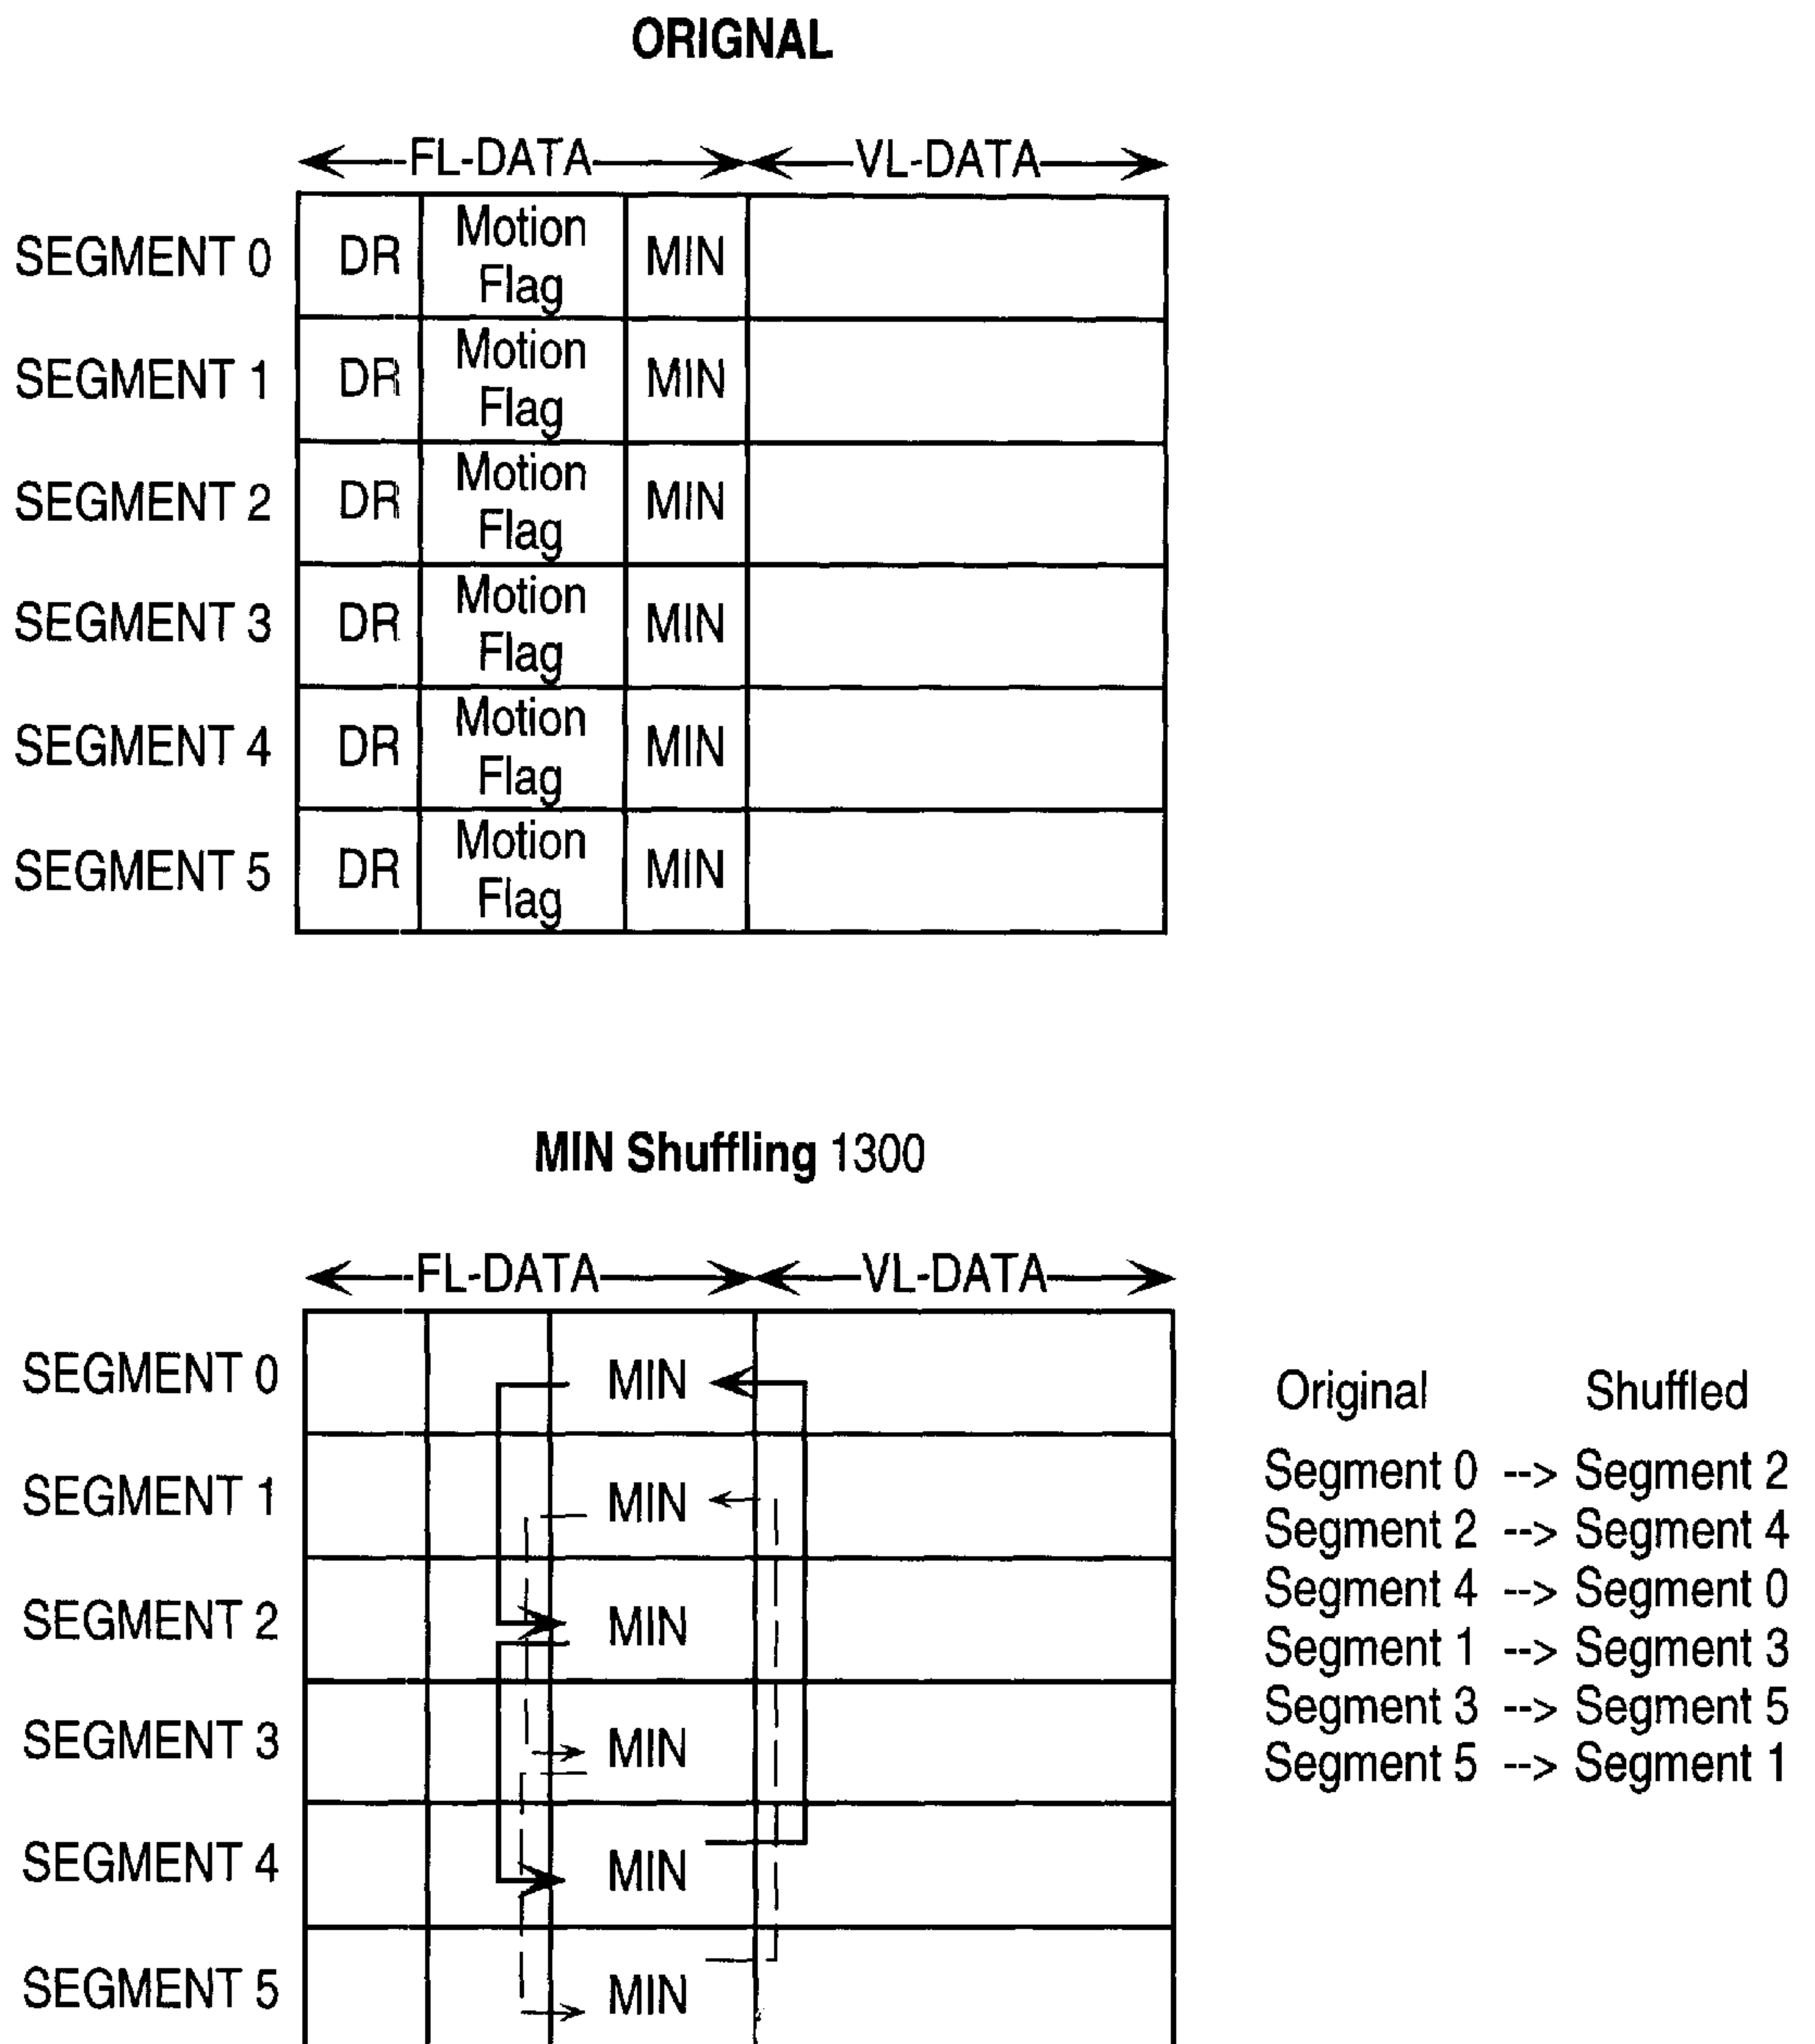 ORIGNAL
FL-DATA VL-DATA
SEGMENT 0 DR Motion Flag MIN
SEGMENT 1 DR Motion Flag MIN
SEGMENT 2 DR Motion Flag MIN
SEGMENT 3 DR Motion Flag MIN
SEGMENT 4 DR Motion Flag MIN
SEGMENT 5 DR Motion Flag MIN
MIN Shuffling 1300
FL-DATA VL-DATA
SEGMENT 0 MIN
SEGMENT 1 MIN
SEGMENT 2 MIN
SEGMENT 3 MIN
SEGMENT 4 MIN
SEGMENT 5 MIN
Original Shuffled
Segment 0 --> Segment 2
Segment 2 --> Segment 4
Segment 4 --> Segment 0
Segment 1 --> Segment 3
Segment 3 --> Segment 5
Segment 5 --> Segment 1